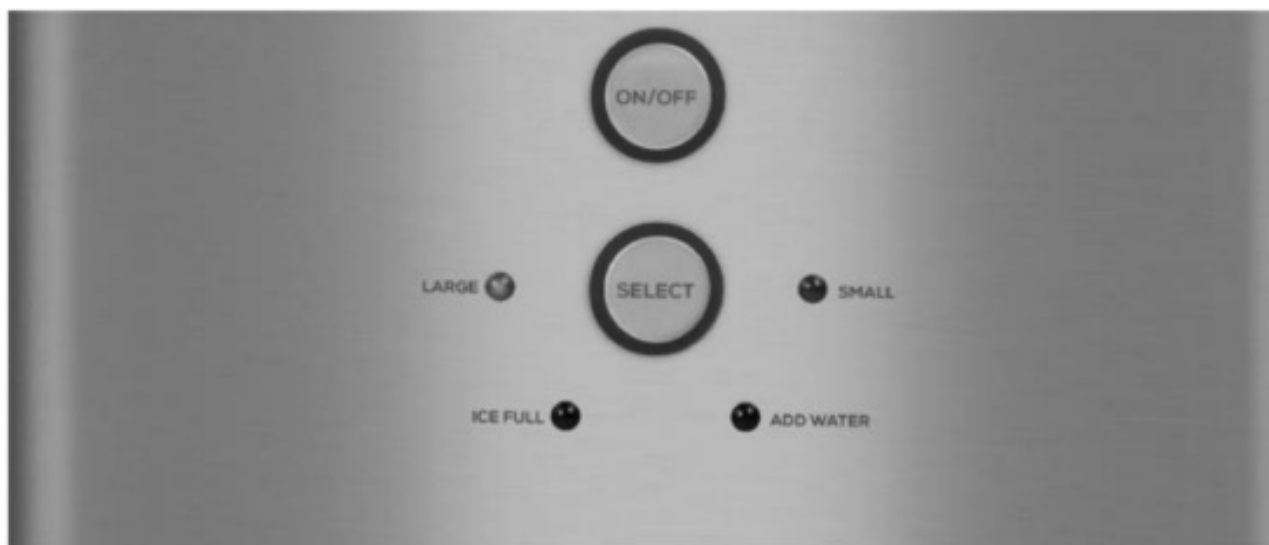 ON/OFF
LARGE
SELECT
SMALL
ICE FULL
ADD WATER